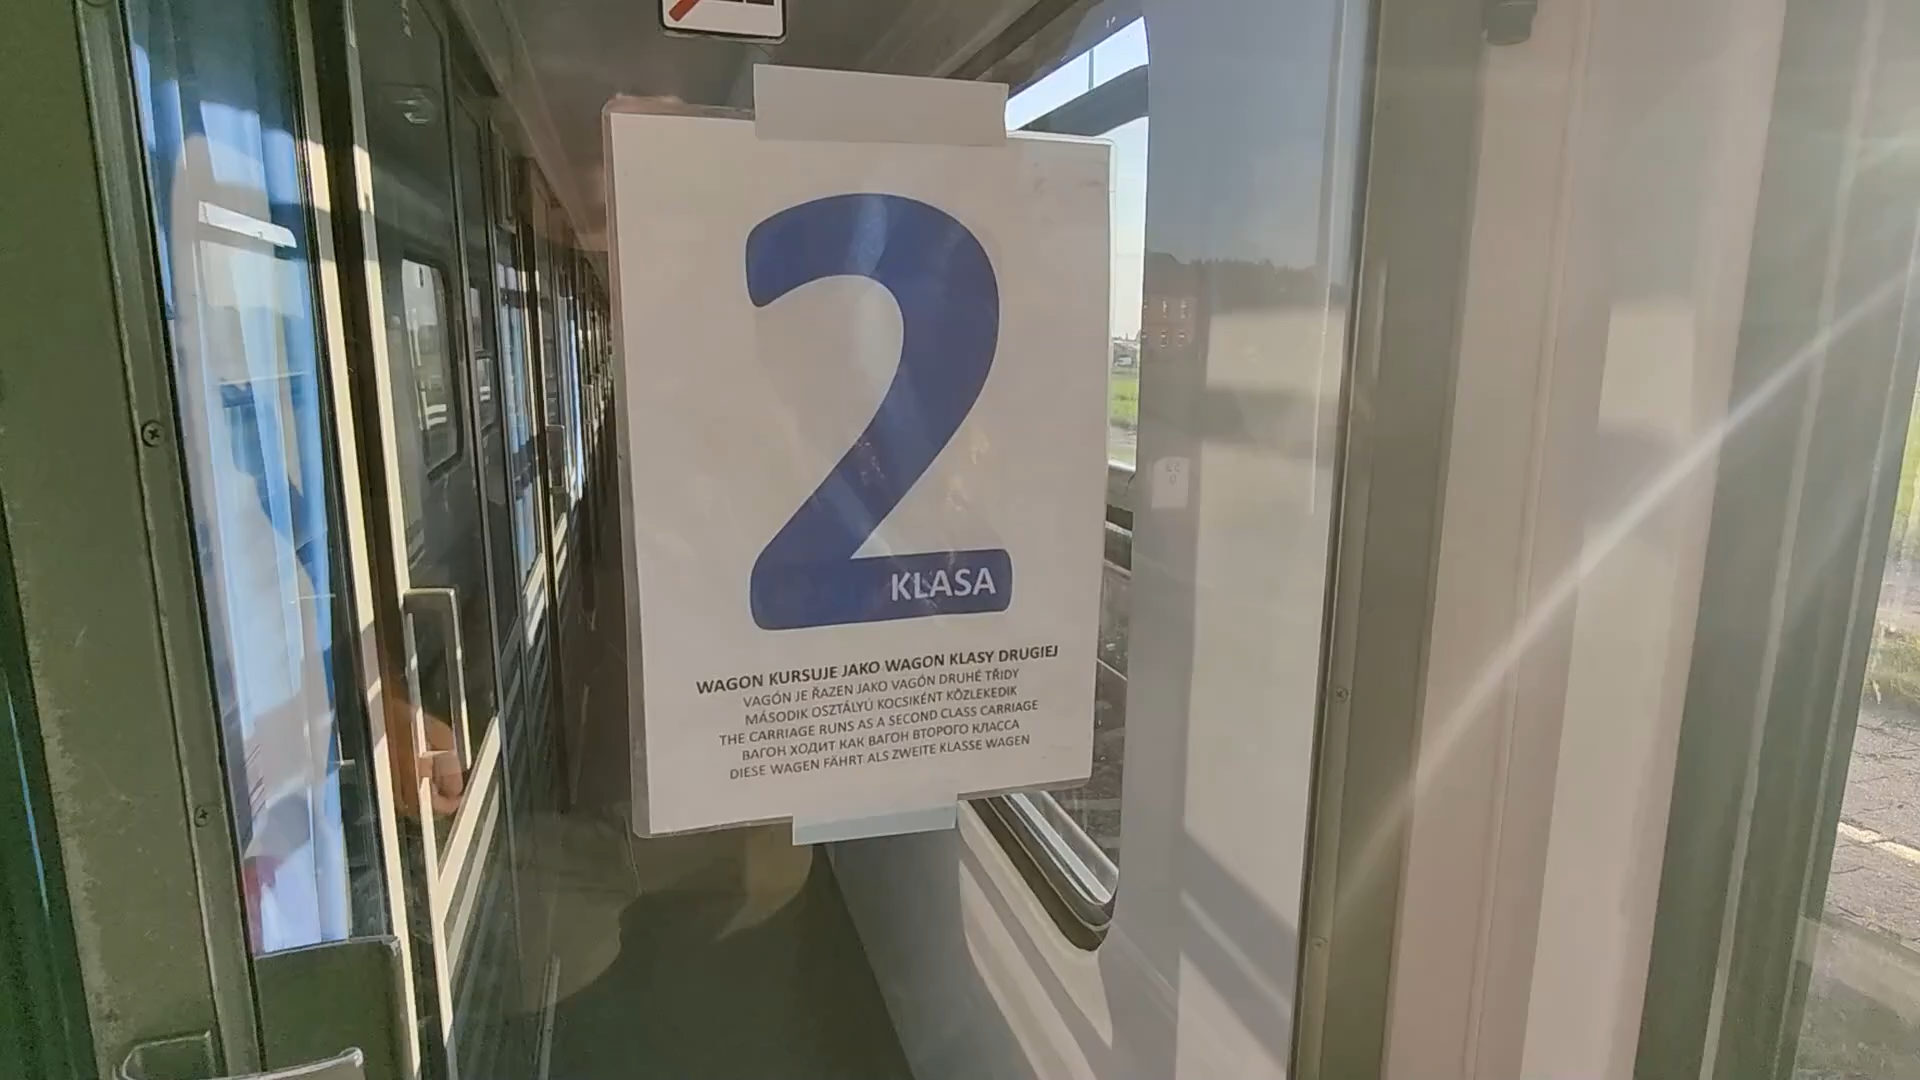 2
KLASA
WAGON KURSUJE JAKO WAGON KLASY DRUGIEJ
VAGÓN JE ŘAZEN JAKO VAGÓN DRUHÉ TŘIDY
MÁSODIK OSZTÁLYÚ KOCSIKÉNT KÖZLEKEDIK
THE CARRIAGE RUNS AS A SECOND CLASS CARRIAGE
ВАГОН ХОДИТ КАК ВАГОН ВТОРОГО КЛАССА
DIESE WAGEN FÄHRT ALS ZWEITE KLASSE WAGEN